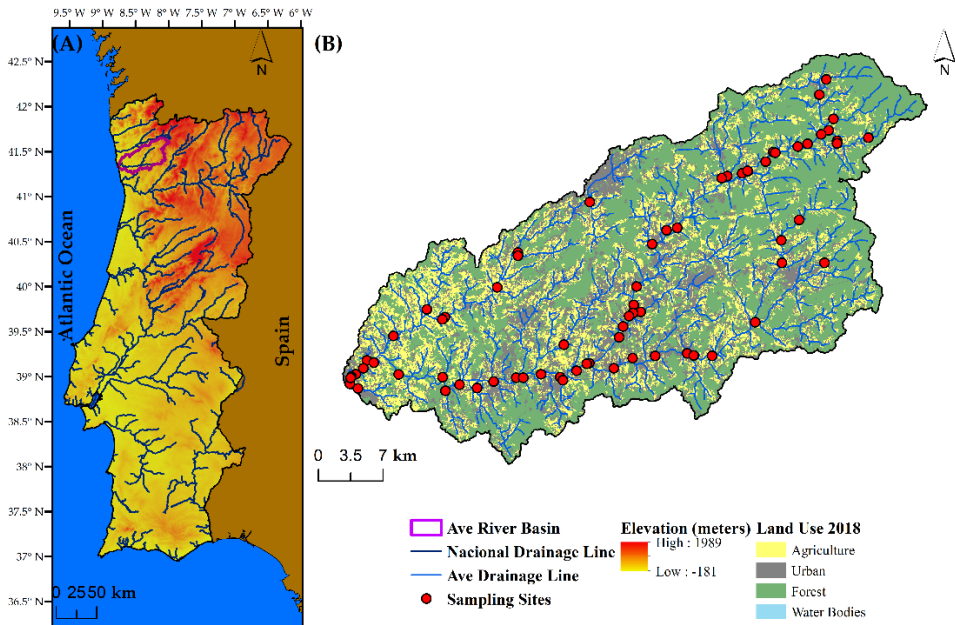 9.5° W 9° W 8.5° W 8° W 7.5° W 7° W 6.5° W 6° W
(A)
N
42.5° N
42° N
41.5° N
41° N
40.5° N
40° N
39.5° N
39° N
38.5° N
38° N
37.5° N
37° N
36.5° N
Atlantic Ocean
Spain
0 2550 km
(B)
N
0 3.5 7 km
Ave River Basin
Nacional Drainage Line
Ave Drainage Line
Sampling Sites
Elevation (meters)
High : 1989
Low : -181
Land Use 2018
Agriculture
Urban
Forest
Water Bodies